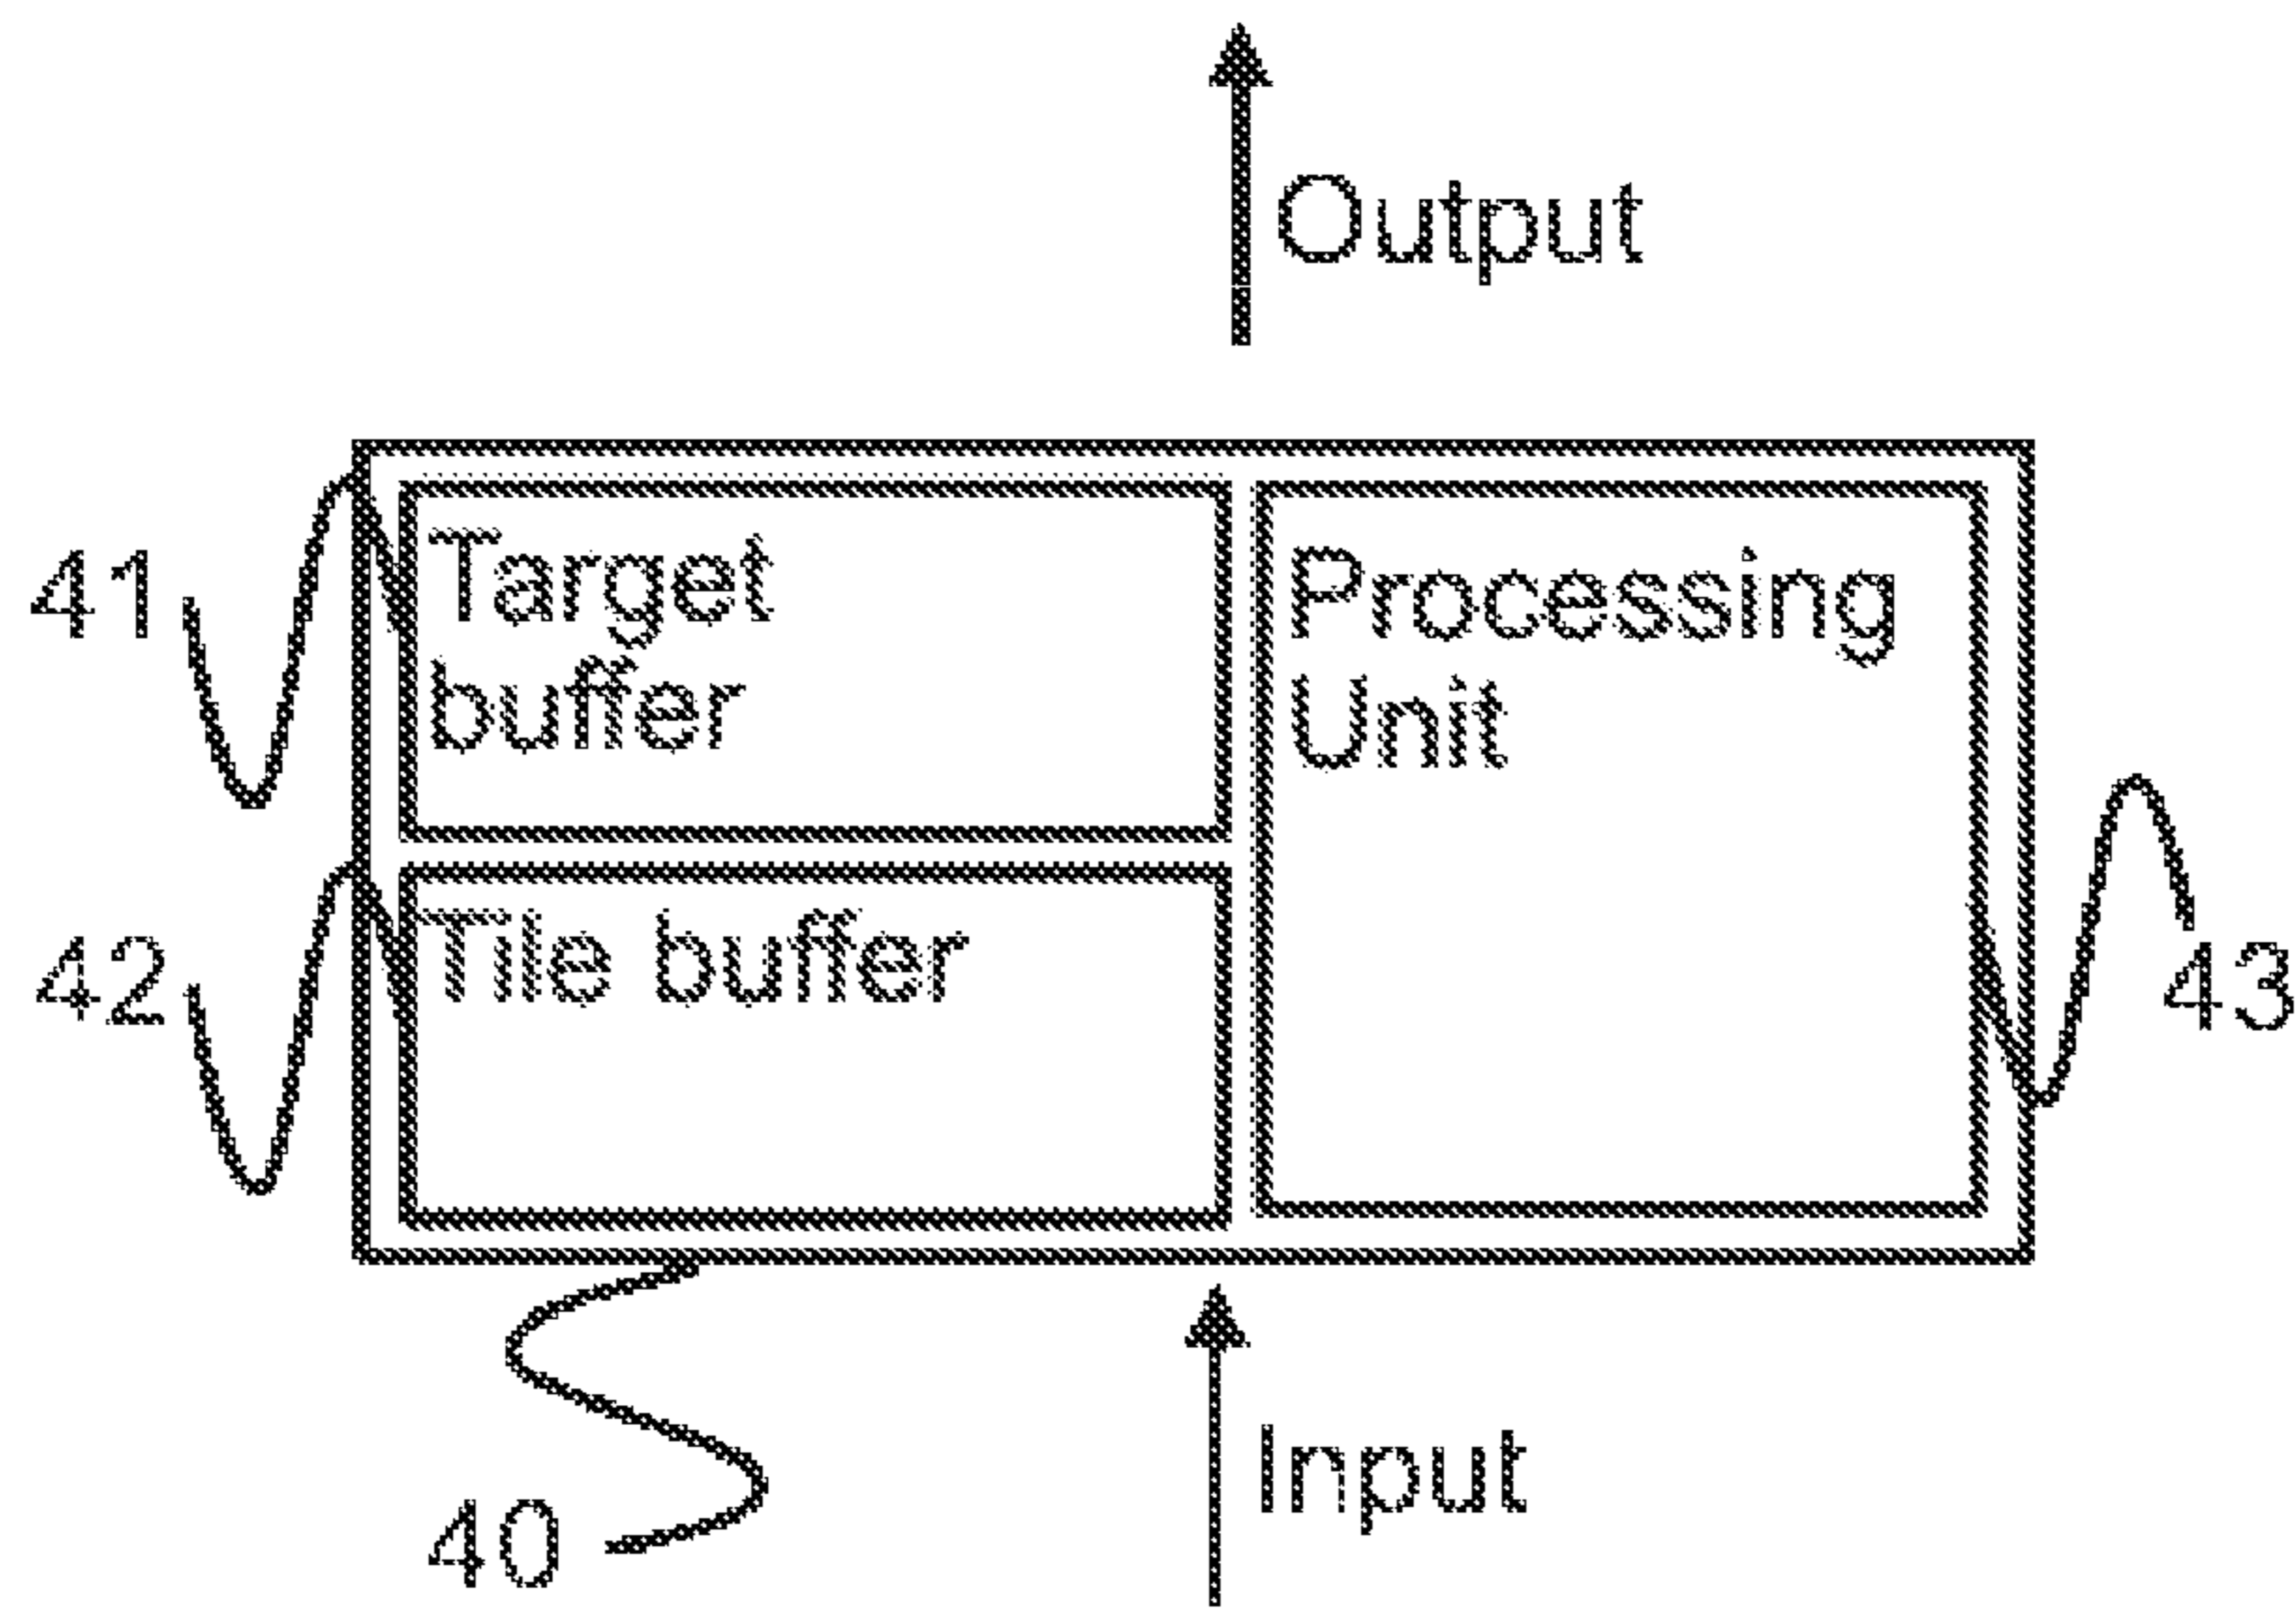 Output
41
Target
buffer
Processing
Unit
42
Tile buffer
43
40
Input